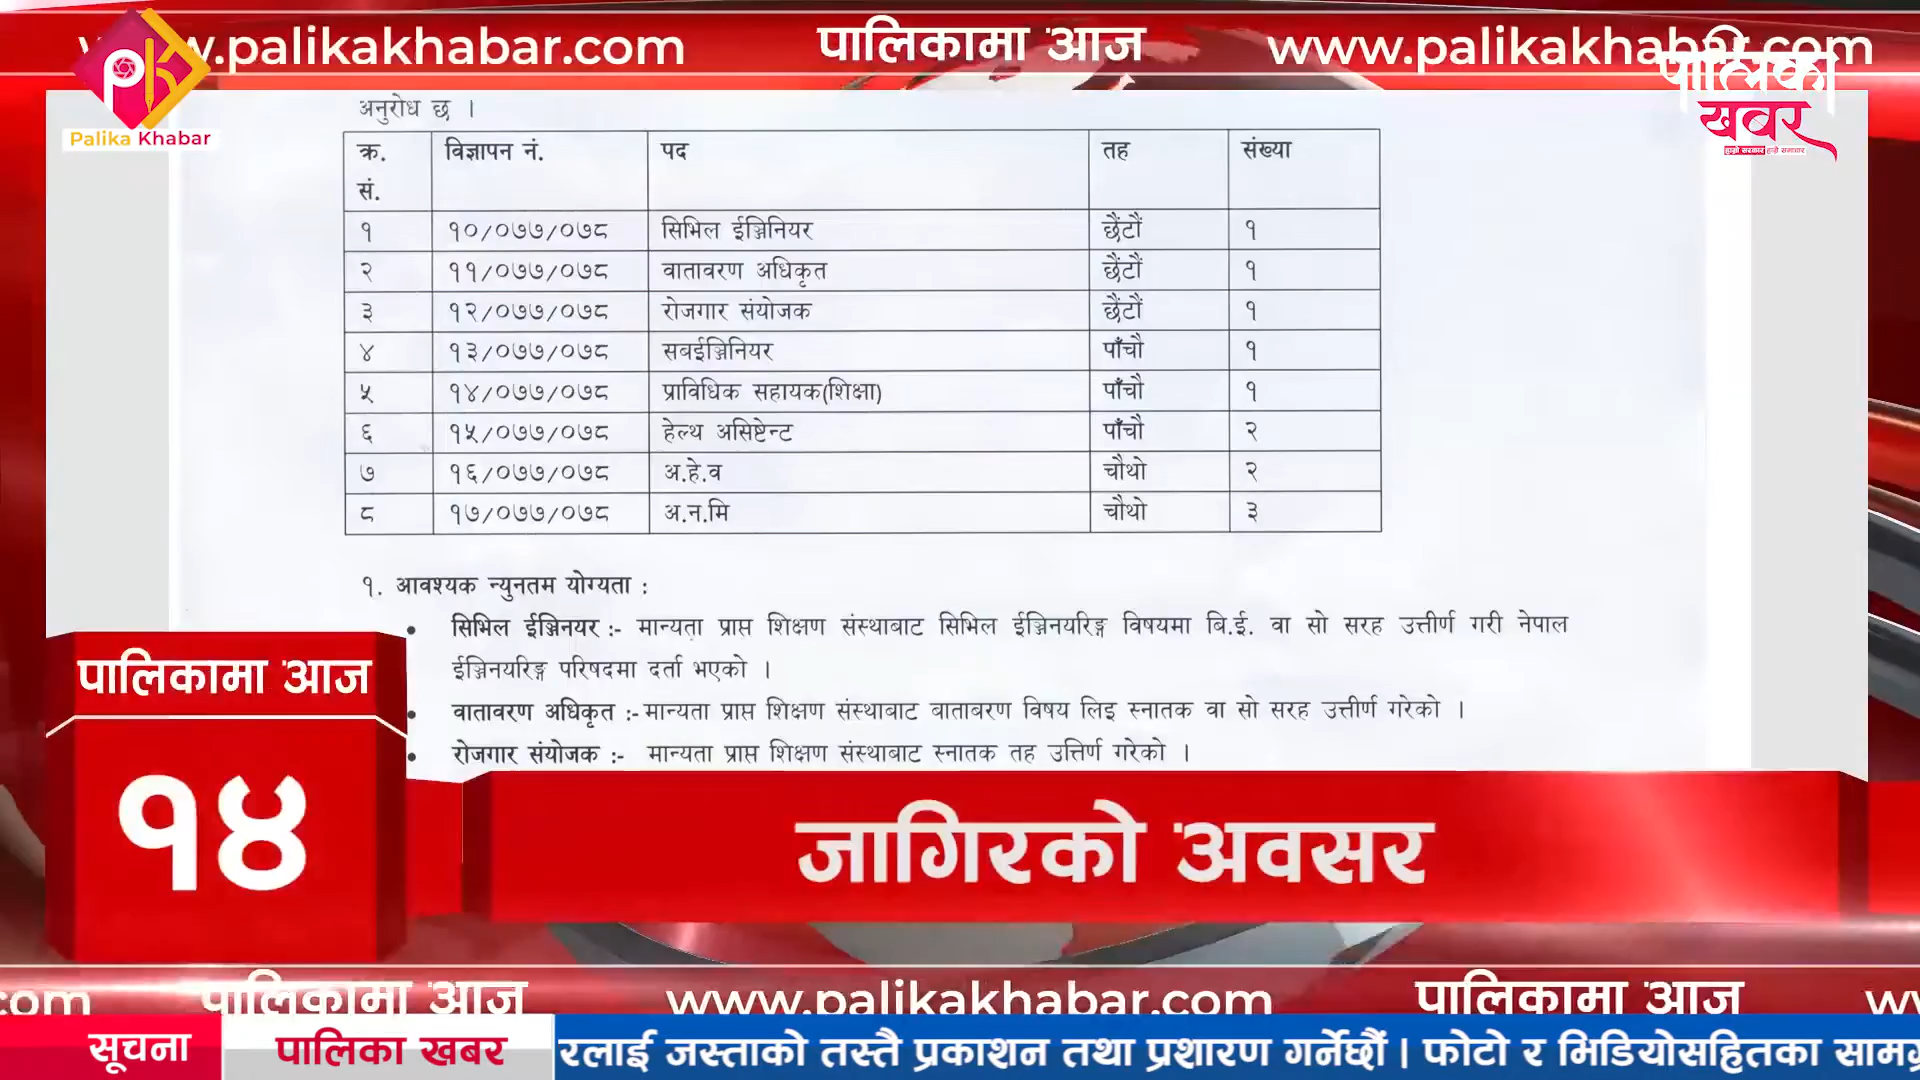 www.palikakhabar.com पालिकामा आज www.palikakhabar.com
Palika Khabar
पालिका
खबर
हाम्रो सरकार हाम्रो समाचार
अनुरोध छ ।
क्र. सं. विज्ञापन नं. पद तह संख्या
१ १०/०७७/०७८ सिभिल ईञ्जिनियर छैंटौं १
२ ११/०७७/०७८ वातावरण अधिकृत छैंटौं १
३ १२/०७७/०७८ रोजगार संयोजक छैंटौं १
४ १३/०७७/०७८ सबईञ्जिनियर पाँचौ १
५ १४/०७७/०७८ प्राविधिक सहायक(शिक्षा) पाँचौ १
६ १५/०७७/०७८ हेल्थ असिष्टेन्ट पाँचौ २
७ १६/०७७/०७८ अ.हे.व चौथो २
८ १७/०७७/०७८ अ.न.मि चौथो ३
१. आवश्यक न्युनतम योग्यता :
• सिभिल ईञ्जिनयर :- मान्यता प्राप्त शिक्षण संस्थाबाट सिभिल ईञ्जिनयरिङ्ग विषयमा बि.ई. वा सो सरह उत्तीर्ण गरी नेपाल
ईञ्जिनयरिङ्ग परिषदमा दर्ता भएको ।
• वातावरण अधिकृत :- मान्यता प्राप्त शिक्षण संस्थाबाट बाताबरण विषय लिइ स्नातक वा सो सरह उत्तीर्ण गरेको ।
• रोजगार संयोजक :- मान्यता प्राप्त शिक्षण संस्थाबाट स्नातक तह उत्तिर्ण गरेको ।
पालिकामा आज
१४
जागिरको अवसर
.com पालिकामा आज www.palikakhabar.com पालिकामा आज
सूचना पालिका खबर रलाई जस्ताको तस्तै प्रकाशन तथा प्रशारण गर्नेछौं । फोटो र भिडियोसहितका